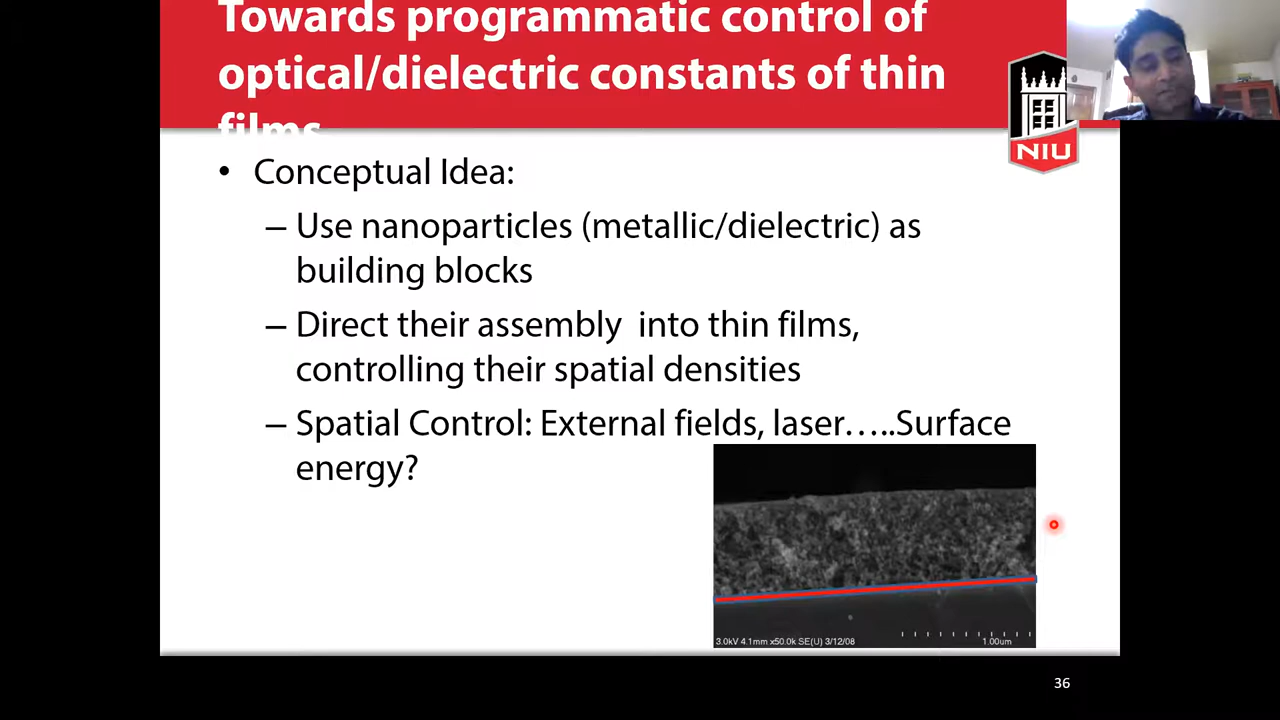 Towards programmatic control of
optical/dielectric constants of thin
films
NIU
• Conceptual Idea:
– Use nanoparticles (metallic/dielectric) as
building blocks
– Direct their assembly  into thin films,
controlling their spatial densities
– Spatial Control: External fields, laser…..Surface
energy?
3.0kV 4.1mm x50.0k SE(U) 3/12/08
1.00um
36